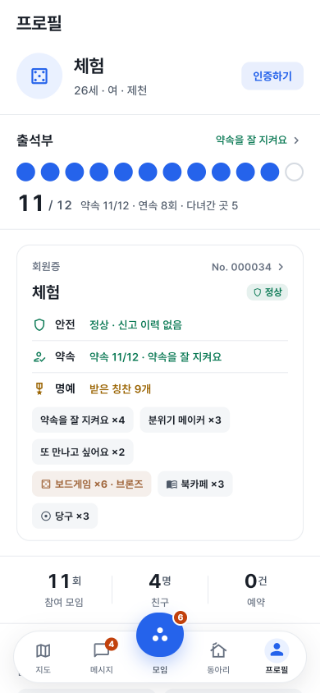 프로필
체험
26세 · 여 · 제천
인증하기
출석부
약속을 잘 지켜요
11 / 12 약속 11/12 · 연속 8회 · 다녀간 곳 5
회원증
No. 000034
체험
정상
안전 정상 · 신고 이력 없음
약속 약속 11/12 · 약속을 잘 지켜요
명예 받은 칭찬 9개
약속을 잘 지켜요 ×4
분위기 메이커 ×3
또 만나고 싶어요 ×2
보드게임 ×6 · 브론즈
북카페 ×3
당구 ×3
11회
4명
0건
참여 모임
친구
예약
6
4
지도
메시지
모임
동아리
프로필